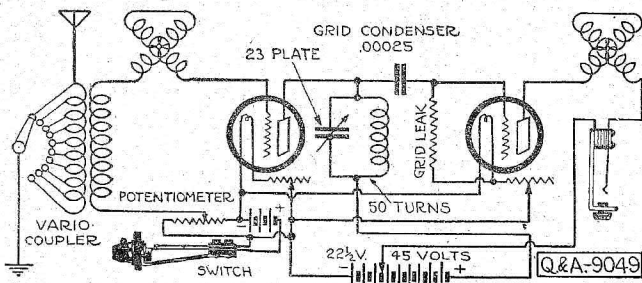 GRID CONDENSER
.00025
23 PLATE
GRID LEAK
POTENTIOMETER
50 TURNS
VARIO-
COUPLER
SWITCH
22½V. 45 VOLTS
- +
- +
Q&A.-9049